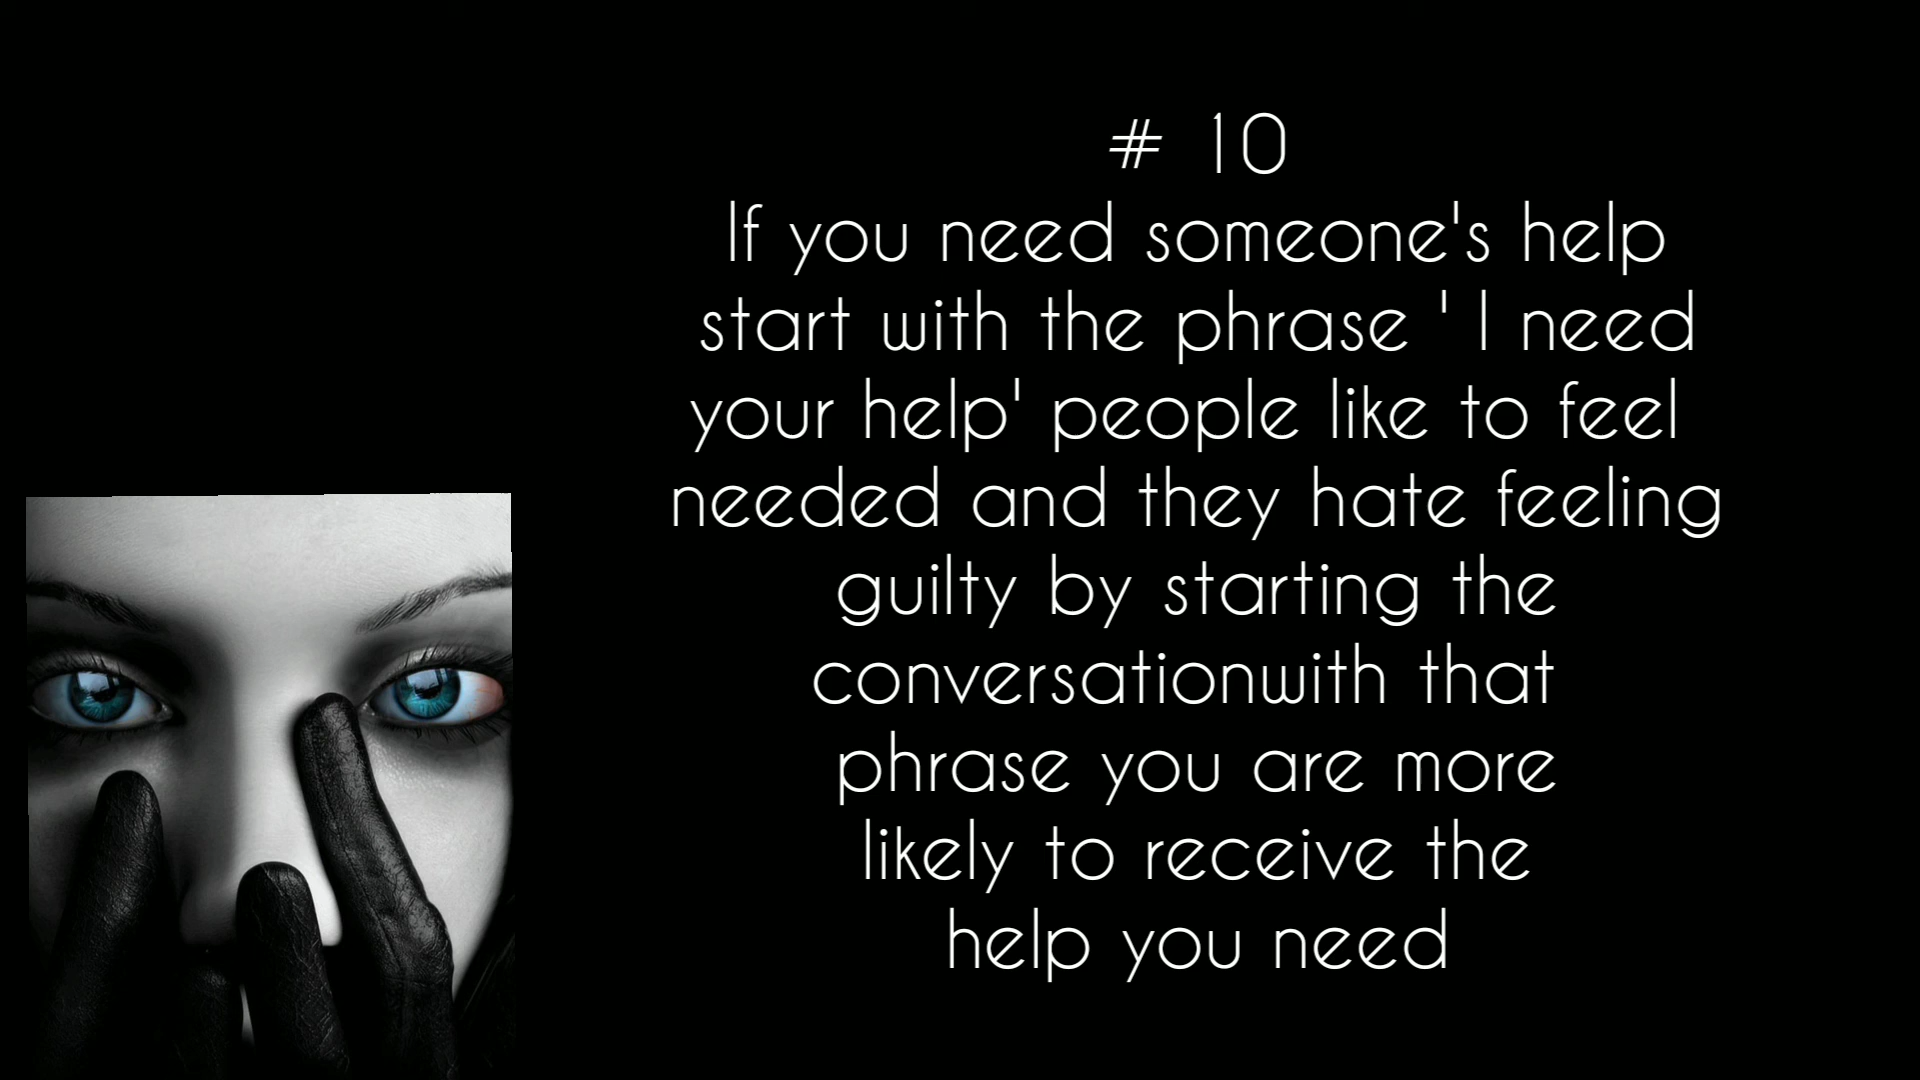 # 10
If you need someone's help
start with the phrase ' I need
your help' people like to feel
needed and they hate feeling
guilty by starting the
conversationwith that
phrase you are more
likely to receive the
help you need